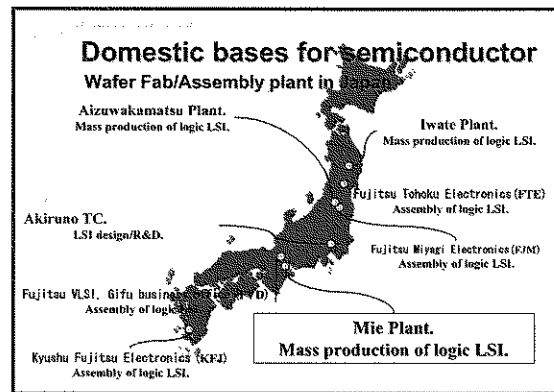 Domestic bases for semiconductor
Wafer Fab/Assembly plant in Japan.
Aizuwakamatsu Plant.
Mass production of logic LSI.
Iwate Plant.
Mass production of logic LSI.
Fujitsu Tohoku Electronics(FTE)
Assembly of logic LSI.
Akiruno TC.
LSI design/R&D.
Fujitsu Miyagi Electronics(FJM)
Assembly of logic LSI.
Fujitsu VLSI, Gifu business
Assembly of logic
Mie Plant.
Mass production of logic LSI.
Kyushu Fujitsu Electronics (KFJ)
Assembly of logic LSI.